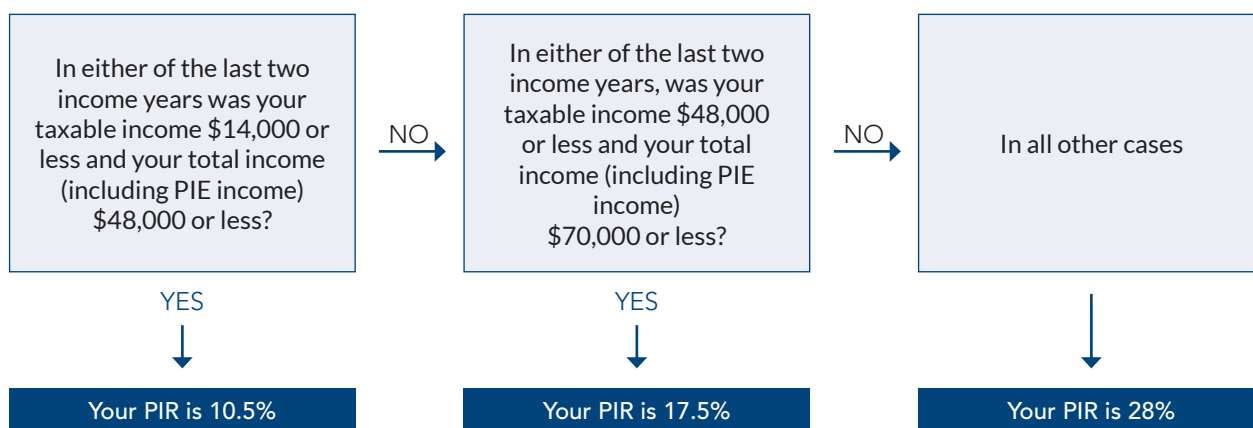 In either of the last two
income years was your
taxable income $14,000 or
less and your total income
(including PIE income)
$48,000 or less?
NO
In either of the last two
income years, was your
taxable income $48,000
or less and your total
income (including PIE
income)
$70,000 or less?
NO
In all other cases
YES
YES
Your PIR is 10.5%
Your PIR is 17.5%
Your PIR is 28%